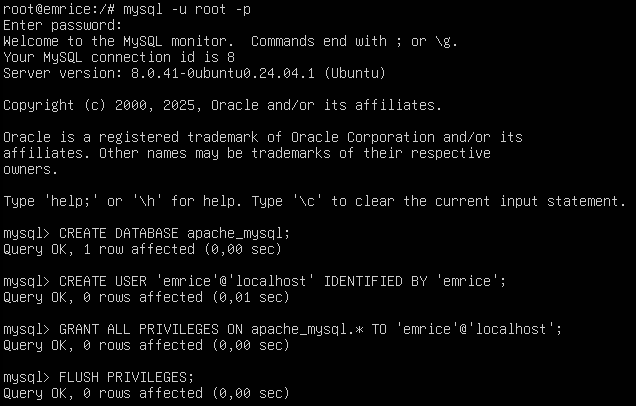 root@emrice:/# mysql -u root -p
Enter password:
Welcome to the MySQL monitor.  Commands end with ; or \g.
Your MySQL connection id is 8
Server version: 8.0.41-0ubuntu0.24.04.1 (Ubuntu)
Copyright (c) 2000, 2025, Oracle and/or its affiliates.
Oracle is a registered trademark of Oracle Corporation and/or its
affiliates. Other names may be trademarks of their respective
owners.
Type 'help;' or '\h' for help. Type '\c' to clear the current input statement.
mysql> CREATE DATABASE apache_mysql;
Query OK, 1 row affected (0,00 sec)
mysql> CREATE USER 'emrice'@'localhost' IDENTIFIED BY 'emrice';
Query OK, 0 rows affected (0,01 sec)
mysql> GRANT ALL PRIVILEGES ON apache_mysql.* TO 'emrice'@'localhost';
Query OK, 0 rows affected (0,00 sec)
mysql> FLUSH PRIVILEGES;
Query OK, 0 rows affected (0,00 sec)